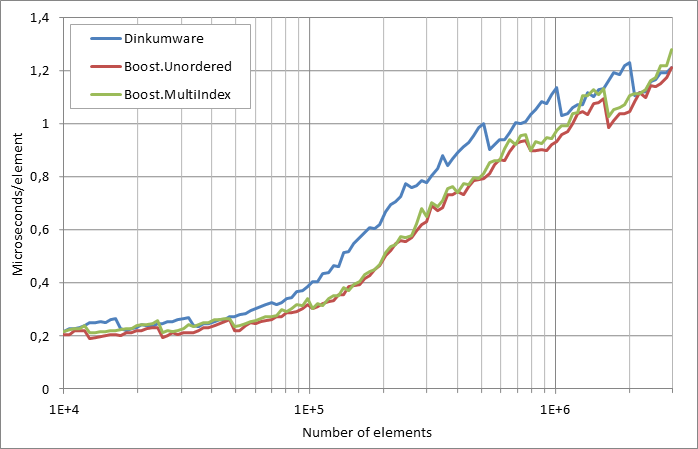 1,4
1,2
1
0,8
0,6
0,4
0,2
0
Microseconds/element
Dinkumware
Boost.Unordered
Boost.MultiIndex
1E+4
1E+5
1E+6
Number of elements